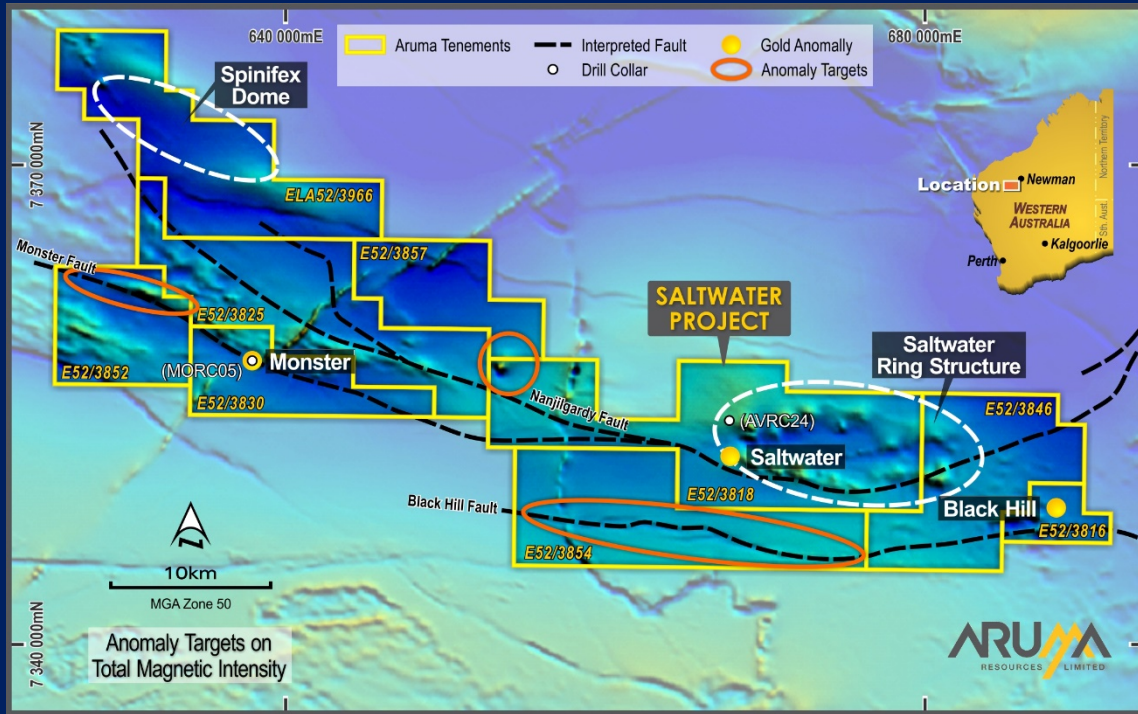 640 000mE
680 000mE
Aruma Tenements
Interpreted Fault
Gold Anomally
Drill Collar
Anomaly Targets
Spinifex
Dome
7 370 000mN
Location
Newman
WESTERN
AUSTRALIA
Northern Territory
Sth. Aust.
Kalgoorlie
Perth
ELA52/3966
Monster Fault
E52/3857
E52/3825
SALTWATER
PROJECT
Saltwater
Ring Structure
(MORC05)
Monster
E52/3852
E52/3830
Nanjilgardy Fault
E52/3846
(AVRC24)
Saltwater
E52/3818
Black Hill
Black Hill Fault
E52/3816
E52/3854
N
10km
MGA Zone 50
7 340 000mN
Anomaly Targets on
Total Magnetic Intensity
ARUMA
RESOURCES LIMITED